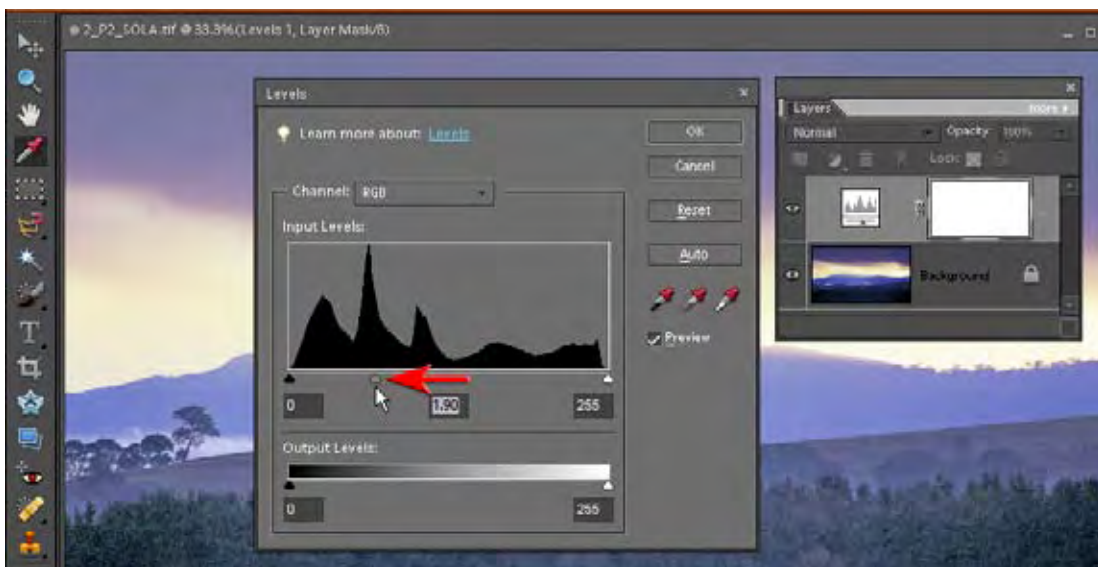 2_P2_SOLA.tif @ 33.3%(Levels 1, Layer Mask/8)
Levels
Learn more about: Levels
OK
Cancel
Channel: RGB
Reset
Input Levels:
Auto
Preview
0 1.90 255
Output Levels:
0 255
Layers more
Normal Opacity: 100%
Lock:
Background
T